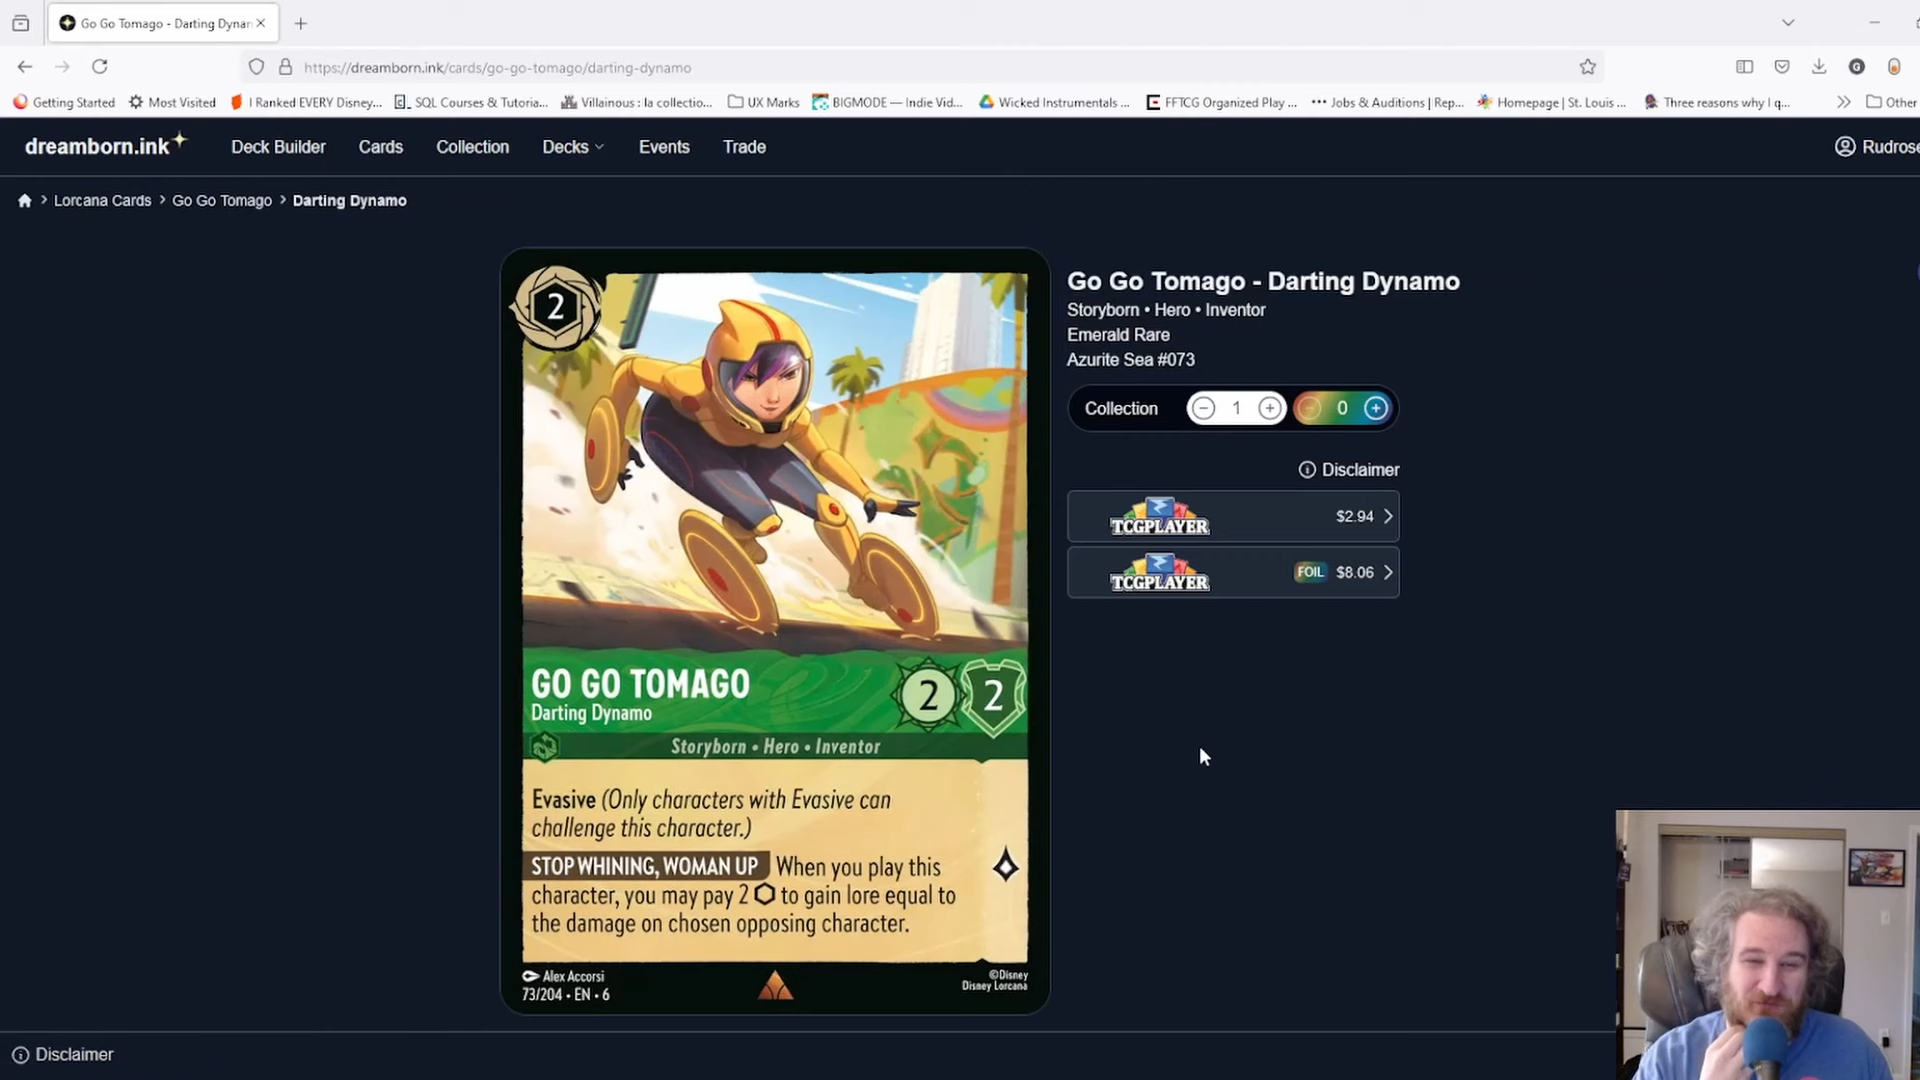 Go Go Tomago - Darting Dynar
https://dreamborn.ink/cards/go-go-tomago/darting-dynamo
Getting Started
Most Visited
I Ranked EVERY Disney...
SQL Courses & Tutoria...
Villainous : la collectio...
UX Marks
BIGMODE — Indie Vid...
Wicked Instrumentals ...
FFTCG Organized Play ...
Jobs & Auditions | Rep...
Homepage | St. Louis ...
Three reasons why I q...
Other
dreamborn.ink
Deck Builder
Cards
Collection
Decks
Events
Trade
Rudrose
Lorcana Cards > Go Go Tomago > Darting Dynamo
2
GO GO TOMAGO
Darting Dynamo
2 2
Storyborn • Hero • Inventor
Evasive (Only characters with Evasive can
challenge this character.)
STOP WHINING, WOMAN UP When you play this
character, you may pay 2 ⬡ to gain lore equal to
the damage on chosen opposing character.
Alex Accorsi
73/204 • EN • 6
©Disney
Disney Lorcana
Go Go Tomago - Darting Dynamo
Storyborn • Hero • Inventor
Emerald Rare
Azurite Sea #073
Collection
1
0
Disclaimer
TCGPLAYER $2.94
TCGPLAYER FOIL $8.06
Disclaimer